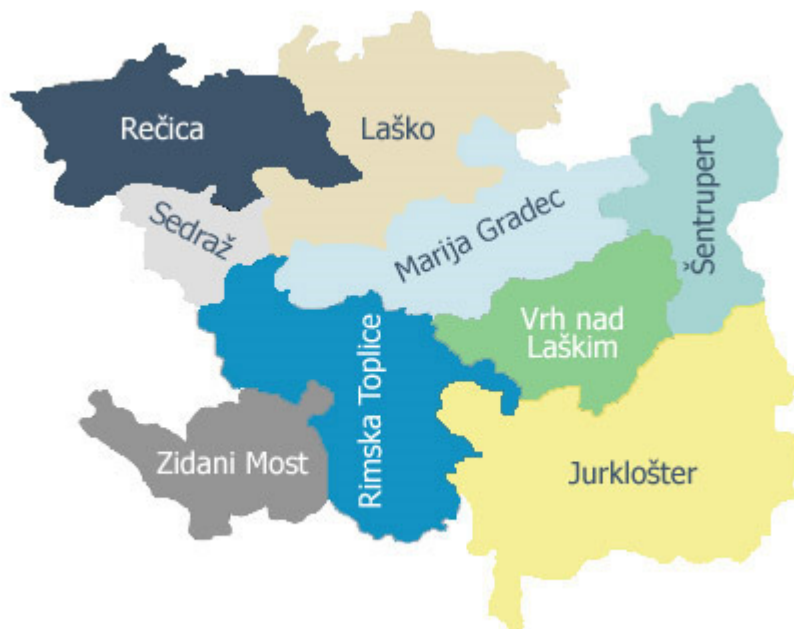 Rečica
Laško
Šentrupert
Sedraž
Marija Gradec
Vrh nad
Laškim
Rimska Toplice
Zidani Most
Jurklošter